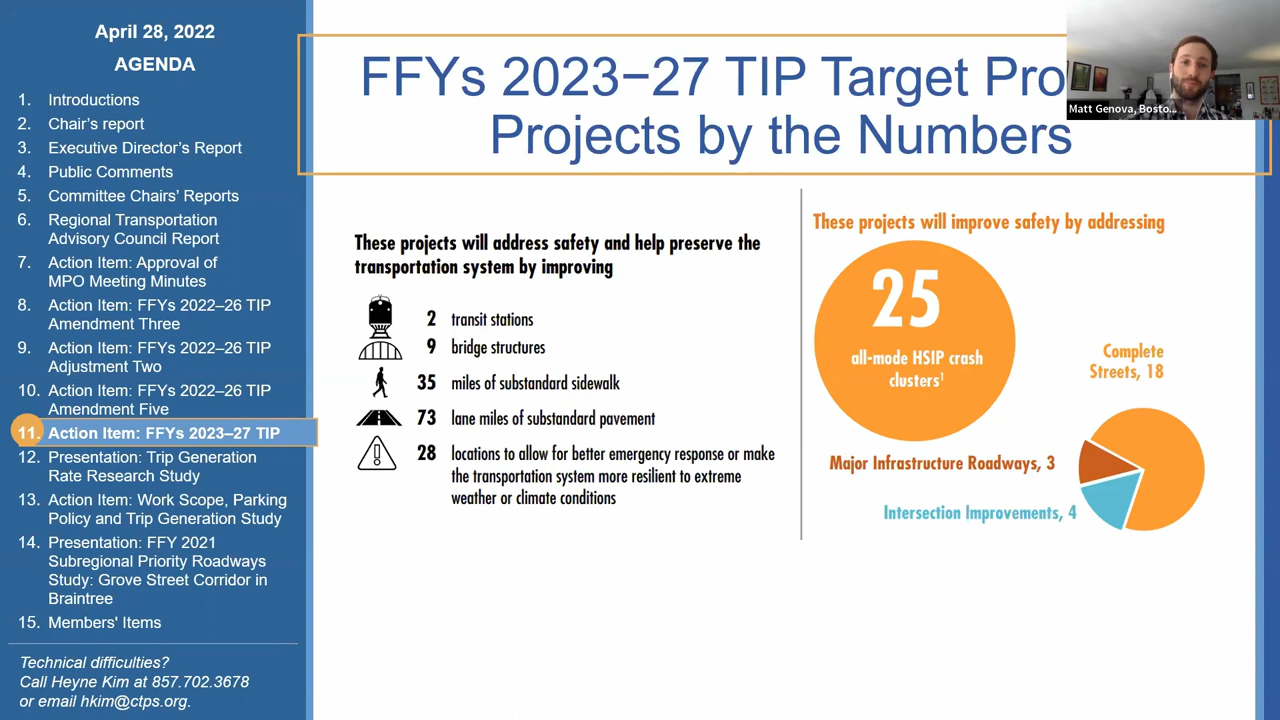 April 28, 2022
AGENDA
1. Introductions
2. Chair's report
3. Executive Director's Report
4. Public Comments
5. Committee Chairs' Reports
6. Regional Transportation
Advisory Council Report
7. Action Item: Approval of
MPO Meeting Minutes
8. Action Item: FFYs 2022–26 TIP
Amendment Three
9. Action Item: FFYs 2022–26 TIP
Adjustment Two
10. Action Item: FFYs 2022–26 TIP
Amendment Five
11. Action Item: FFYs 2023–27 TIP
12. Presentation: Trip Generation
Rate Research Study
13. Action Item: Work Scope, Parking
Policy and Trip Generation Study
14. Presentation: FFY 2021
Subregional Priority Roadways
Study: Grove Street Corridor in
Braintree
15. Members' Items
Technical difficulties?
Call Heyne Kim at 857.702.3678
or email hkim@ctps.org.
FFYs 2023–27 TIP Target Pro
Projects by the Numbers
Matt Genova, Bosto...
These projects will address safety and help preserve the
transportation system by improving
2 transit stations
9 bridge structures
35 miles of substandard sidewalk
73 lane miles of substandard pavement
28 locations to allow for better emergency response or make
the transportation system more resilient to extreme
weather or climate conditions
These projects will improve safety by addressing
25
all-mode HSIP crash
clusters¹
Complete
Streets, 18
Major Infrastructure Roadways, 3
Intersection Improvements, 4